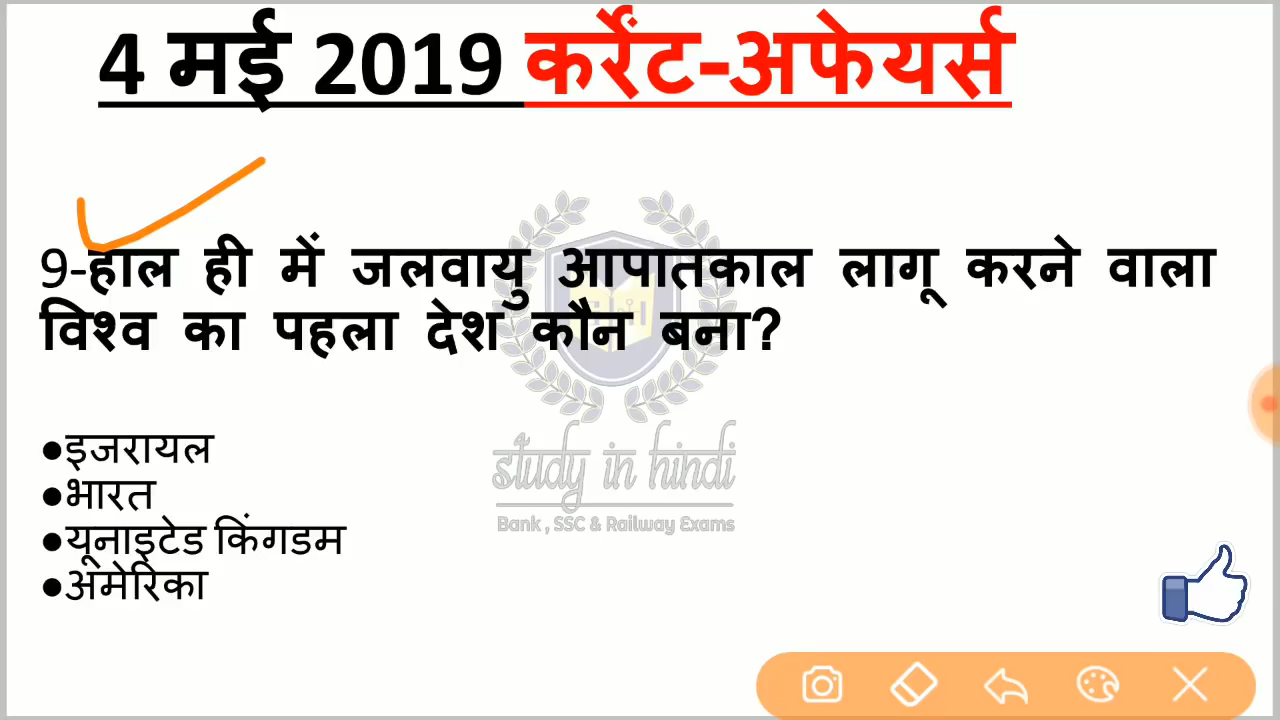 4 मई 2019 करेंट-अफेयर्स
9-हाल ही में जलवायु आपातकाल लागू करने वाला
विश्व का पहला देश कौन बना?
●इजरायल
●भारत
●यूनाइटेड किंगडम
●अमेरिका
study in hindi
Bank , SSC & Railway Exams